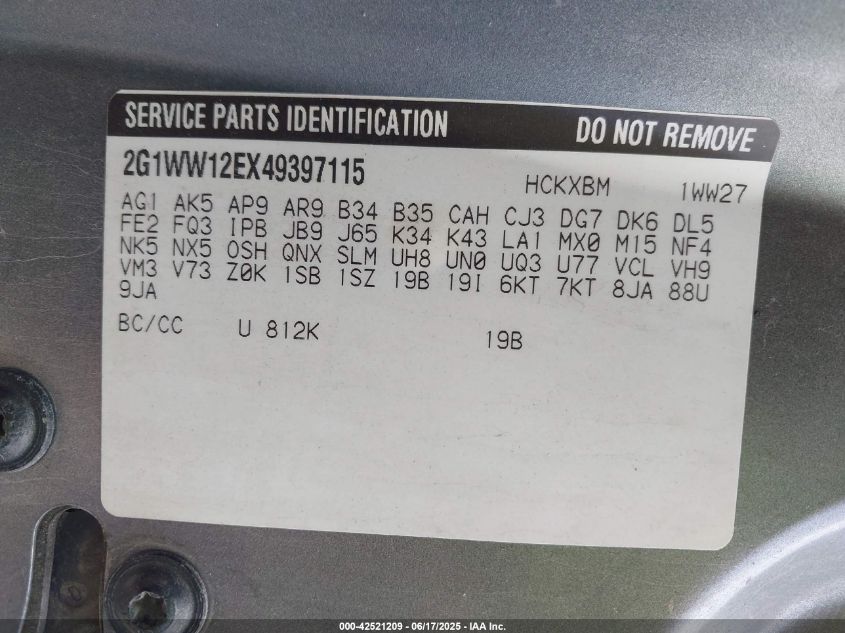 SERVICE PARTS IDENTIFICATION DO NOT REMOVE
2G1WW12EX49397115 HCKXBM 1WW27
AG1 AK5 AP9 AR9 B34 B35 CAH CJ3 DG7 DK6 DL5
FE2 FQ3 IPB JB9 J65 K34 K43 LA1 MX0 M15 NF4
NK5 NX5 OSH QNX SLM UH8 UN0 UQ3 U77 VCL VH9
VM3 V73 Z0K 1SB 1SZ 19B 19I 6KT 7KT 8JA 88U
9JA
BC/CC U 812K 19B
000-42521209 - 06/17/2025 - IAA Inc.